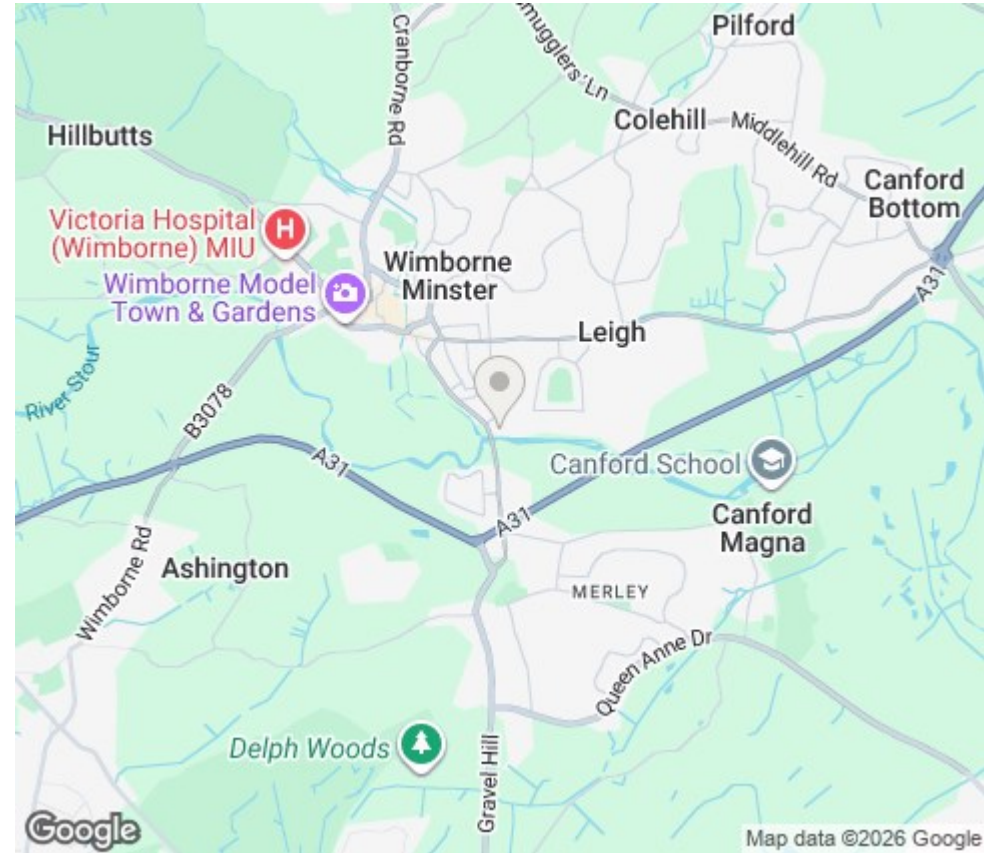 Pilford
Smugglers' Ln
Cranborne Rd
Colehill
Middlehill Rd
Hillbutts
Canford
Bottom
Victoria Hospital
(Wimborne) MIU
H
Wimborne
Minster
Wimborne Model
Town & Gardens
A31
Leigh
River Stour
B3078
A31
Canford School
A31
Canford
Magna
Ashington
MERLEY
Wimborne Rd
Queen Anne Dr
Delph Woods
Gravel Hill
Google
Map data ©2026 Google